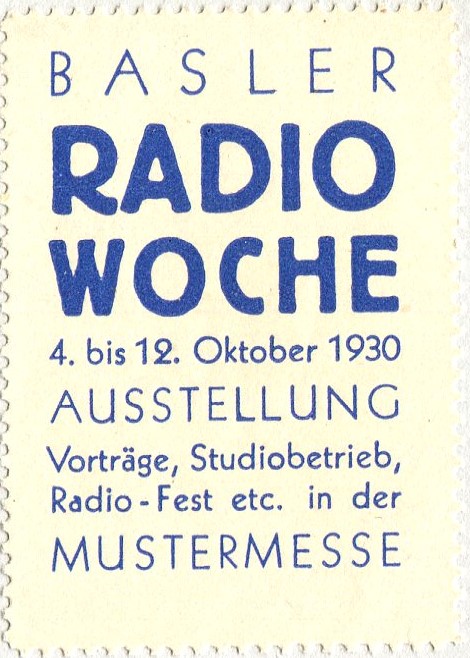 BASLER
RADIO
WOCHE
4. bis 12. Oktober 1930
AUSSTELLUNG
Vorträge, Studiobetrieb,
Radio-Fest etc. in der
MUSTERMESSE